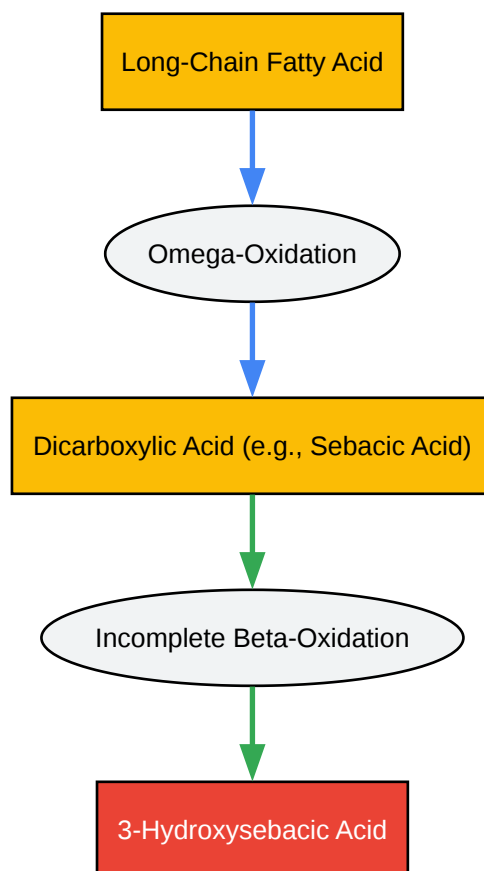 Long-Chain Fatty Acid
Omega-Oxidation
Dicarboxylic Acid (e.g., Sebacic Acid)
Incomplete Beta-Oxidation
3-Hydroxysebacic Acid